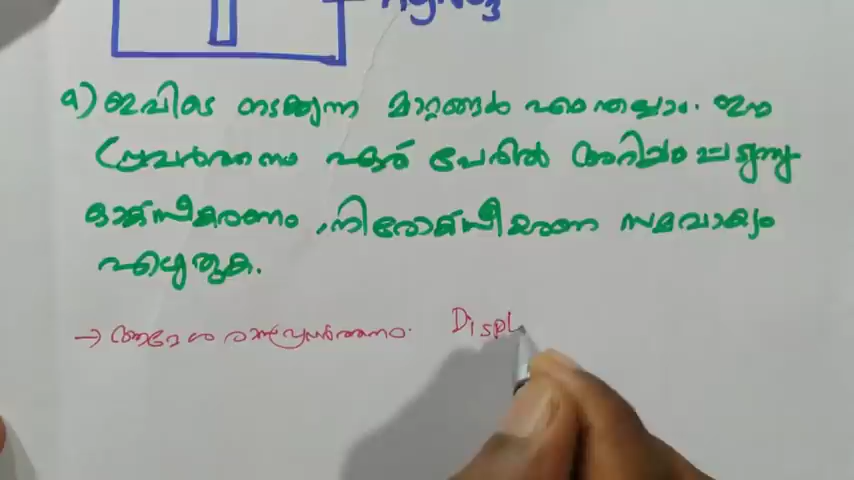 AgNO3
a) ഇവിടെ നടക്കുന്ന മാറ്റങ്ങൾ എന്തെല്ലാം. ഈ
പ്രവർത്തനം ഏത് പേരിൽ അറിയപ്പെടുന്നു
ഓക്സീകരണം, നിരോക്സീകരണ സമവാക്യം
എഴുതുക.
→ ആദേശ രാസപ്രവർത്തനം. Displ